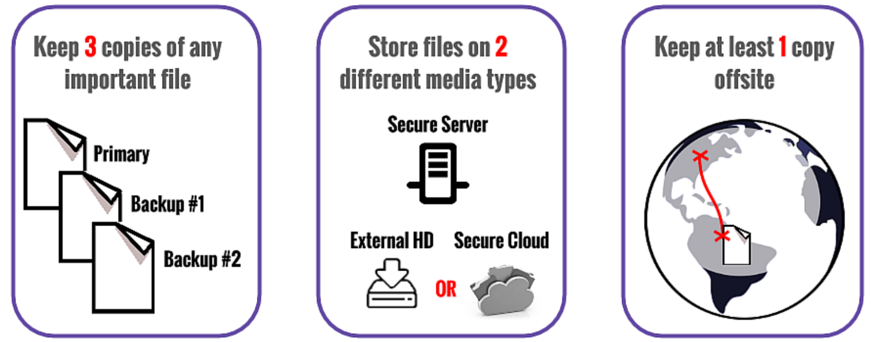 Keep 3 copies of any
important file
Primary
Backup #1
Backup #2
Store files on 2
different media types
Secure Server
External HD
Secure Cloud
OR
Keep at least 1 copy
offsite